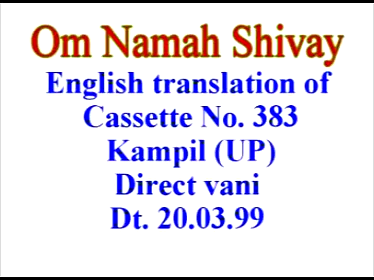 Om Namah Shivay
English translation of
Cassette No. 383
Kampil (UP)
Direct vani
Dt. 20.03.99